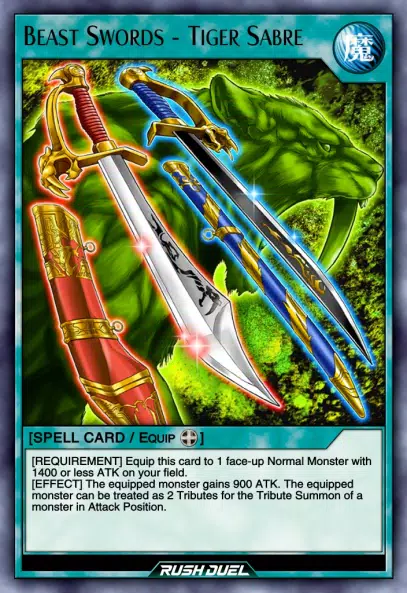 Beast Swords - Tiger Sabre
魔
[SPELL CARD / Equip]
[REQUIREMENT] Equip this card to 1 face-up Normal Monster with
1400 or less ATK on your field.
[EFFECT] The equipped monster gains 900 ATK. The equipped
monster can be treated as 2 Tributes for the Tribute Summon of a
monster in Attack Position.
RUSH DUEL